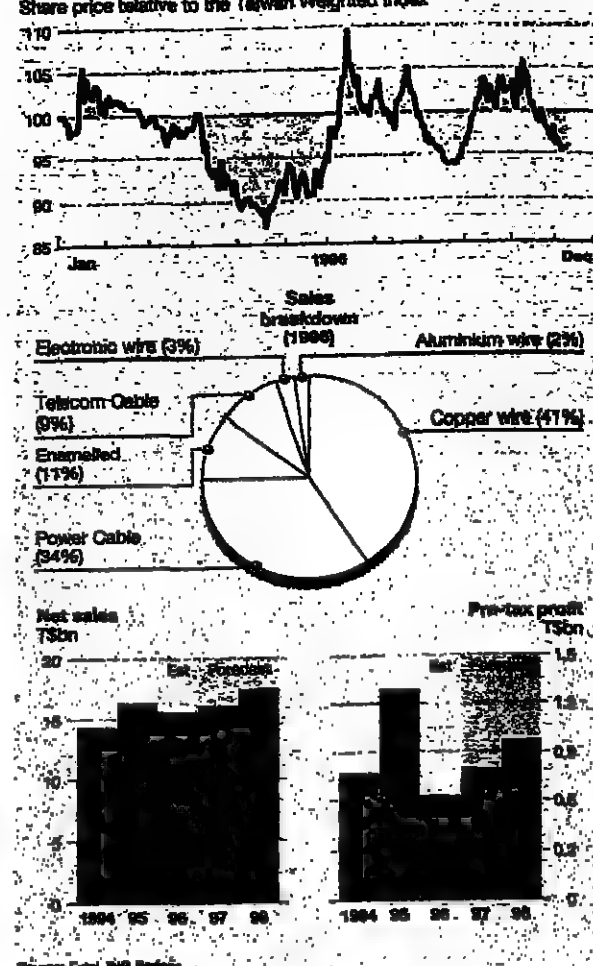 Share price relative to the Taiwan Weighted Index
110
105
100
95
90
85
Jan
1996
Dec
Sales
breakdown
(1996)
Electronic wire (3%)
Aluminium wire (2%)
Telecom Cable
(9%)
Copper wire (41%)
Enamelled
(11%)
Power Cable
(34%)
Net sales
T$bn
Pre-tax profit
T$bn
20
Est
Forecasts
15
10
5
0
1994 95 96 97 98
Est
1.5
1.2
0.9
0.6
0.3
0
1994 95 96 97 98